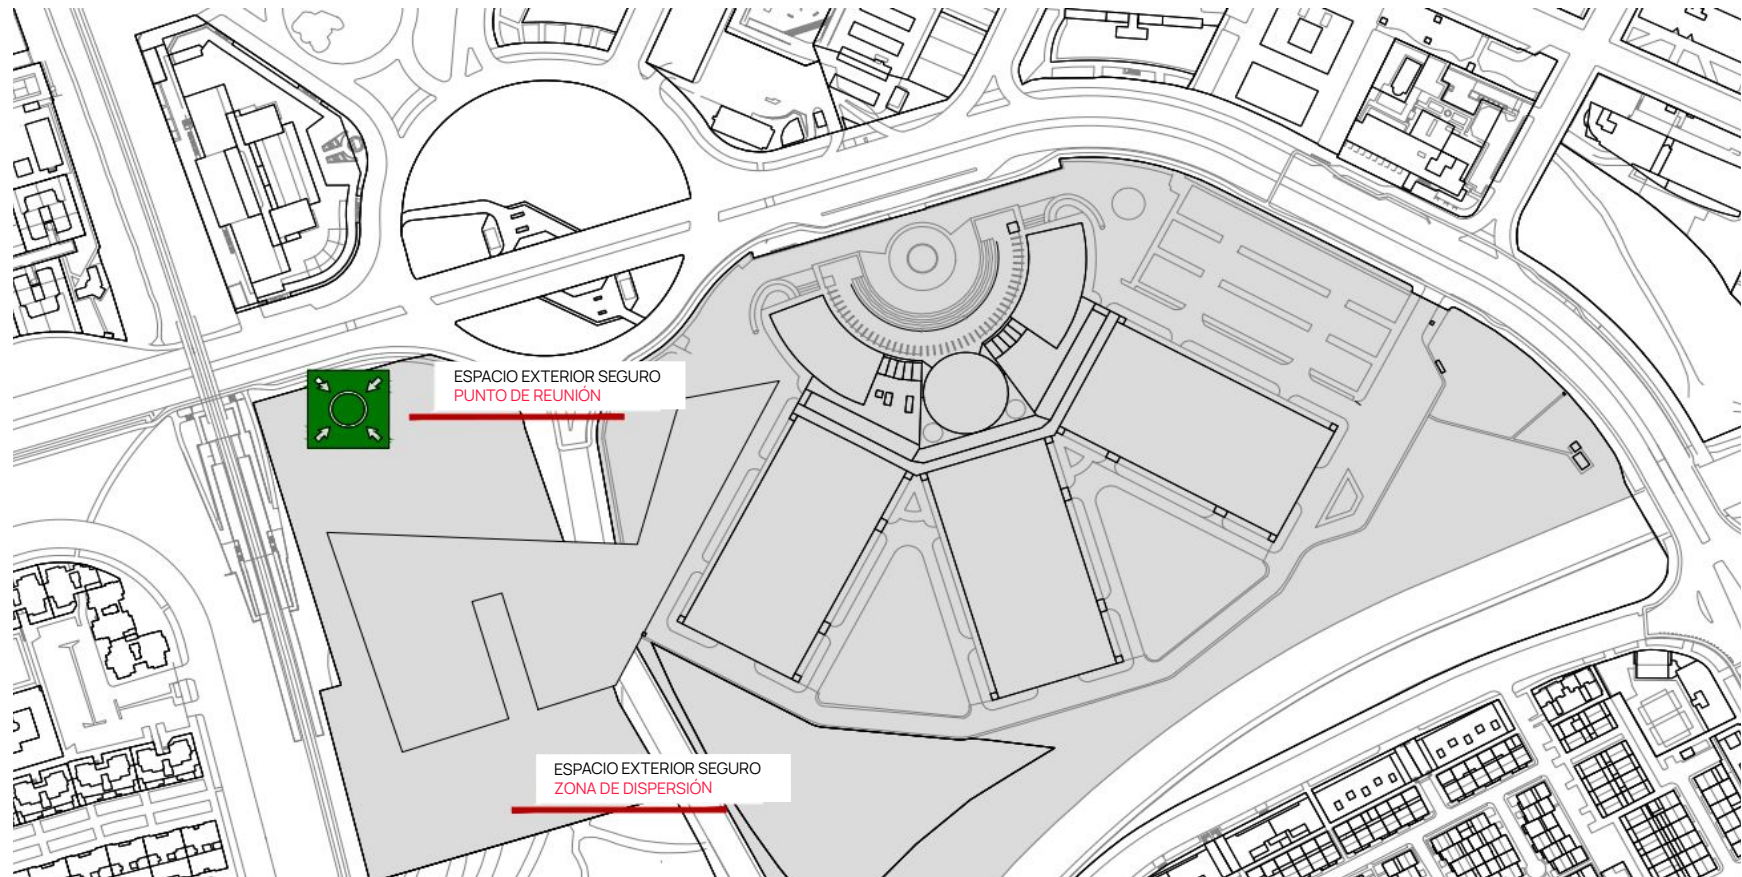 ESPACIO EXTERIOR SEGURO
PUNTO DE REUNIÓN
ESPACIO EXTERIOR SEGURO
ZONA DE DISPERSIÓN